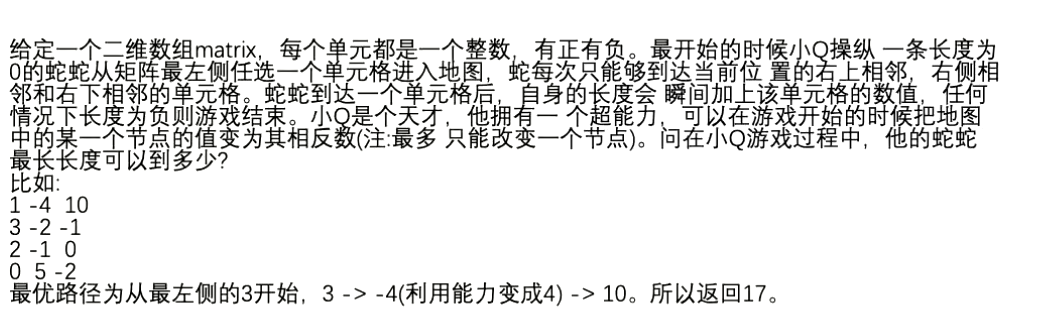 给定一个二维数组matrix，每个单元都是一个整数，有正有负。最开始的时候小Q操纵 一条长度为
0的蛇蛇从矩阵最左侧任选一个单元格进入地图，蛇每次只能够到达当前位 置的右上相邻，右侧相
邻和右下相邻的单元格。蛇蛇到达一个单元格后，自身的长度会 瞬间加上该单元格的数值，任何
情况下长度为负则游戏结束。小Q是个天才，他拥有一 个超能力，可以在游戏开始的时候把地图
中的某一个节点的值变为其相反数(注:最多 只能改变一个节点)。问在小Q游戏过程中，他的蛇蛇
最长长度可以到多少?
比如:
1 -4 10
3 -2 -1
2 -1 0
0 5 -2
最优路径为从最左侧的3开始，3 -> -4(利用能力变成4) -> 10。所以返回17。